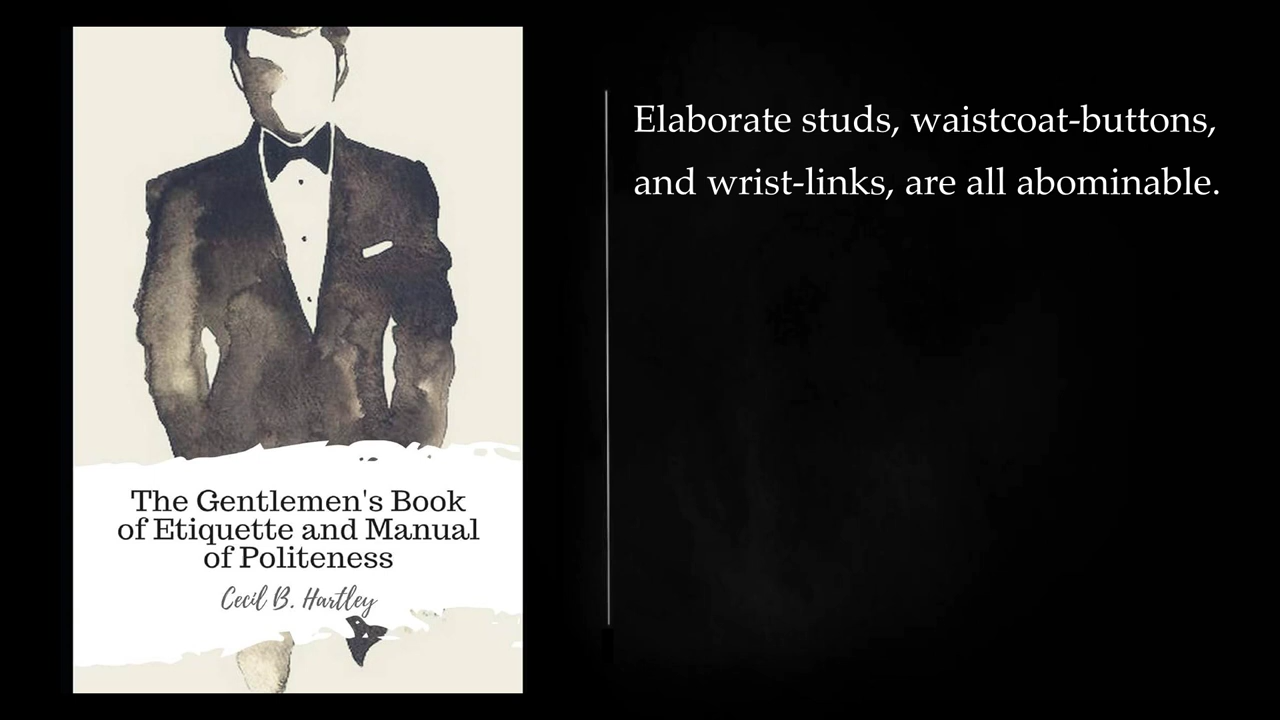 The Gentlemen's Book
of Etiquette and Manual
of Politeness
Cecil B. Hartley
Elaborate studs, waistcoat-buttons,
and wrist-links, are all abominable.